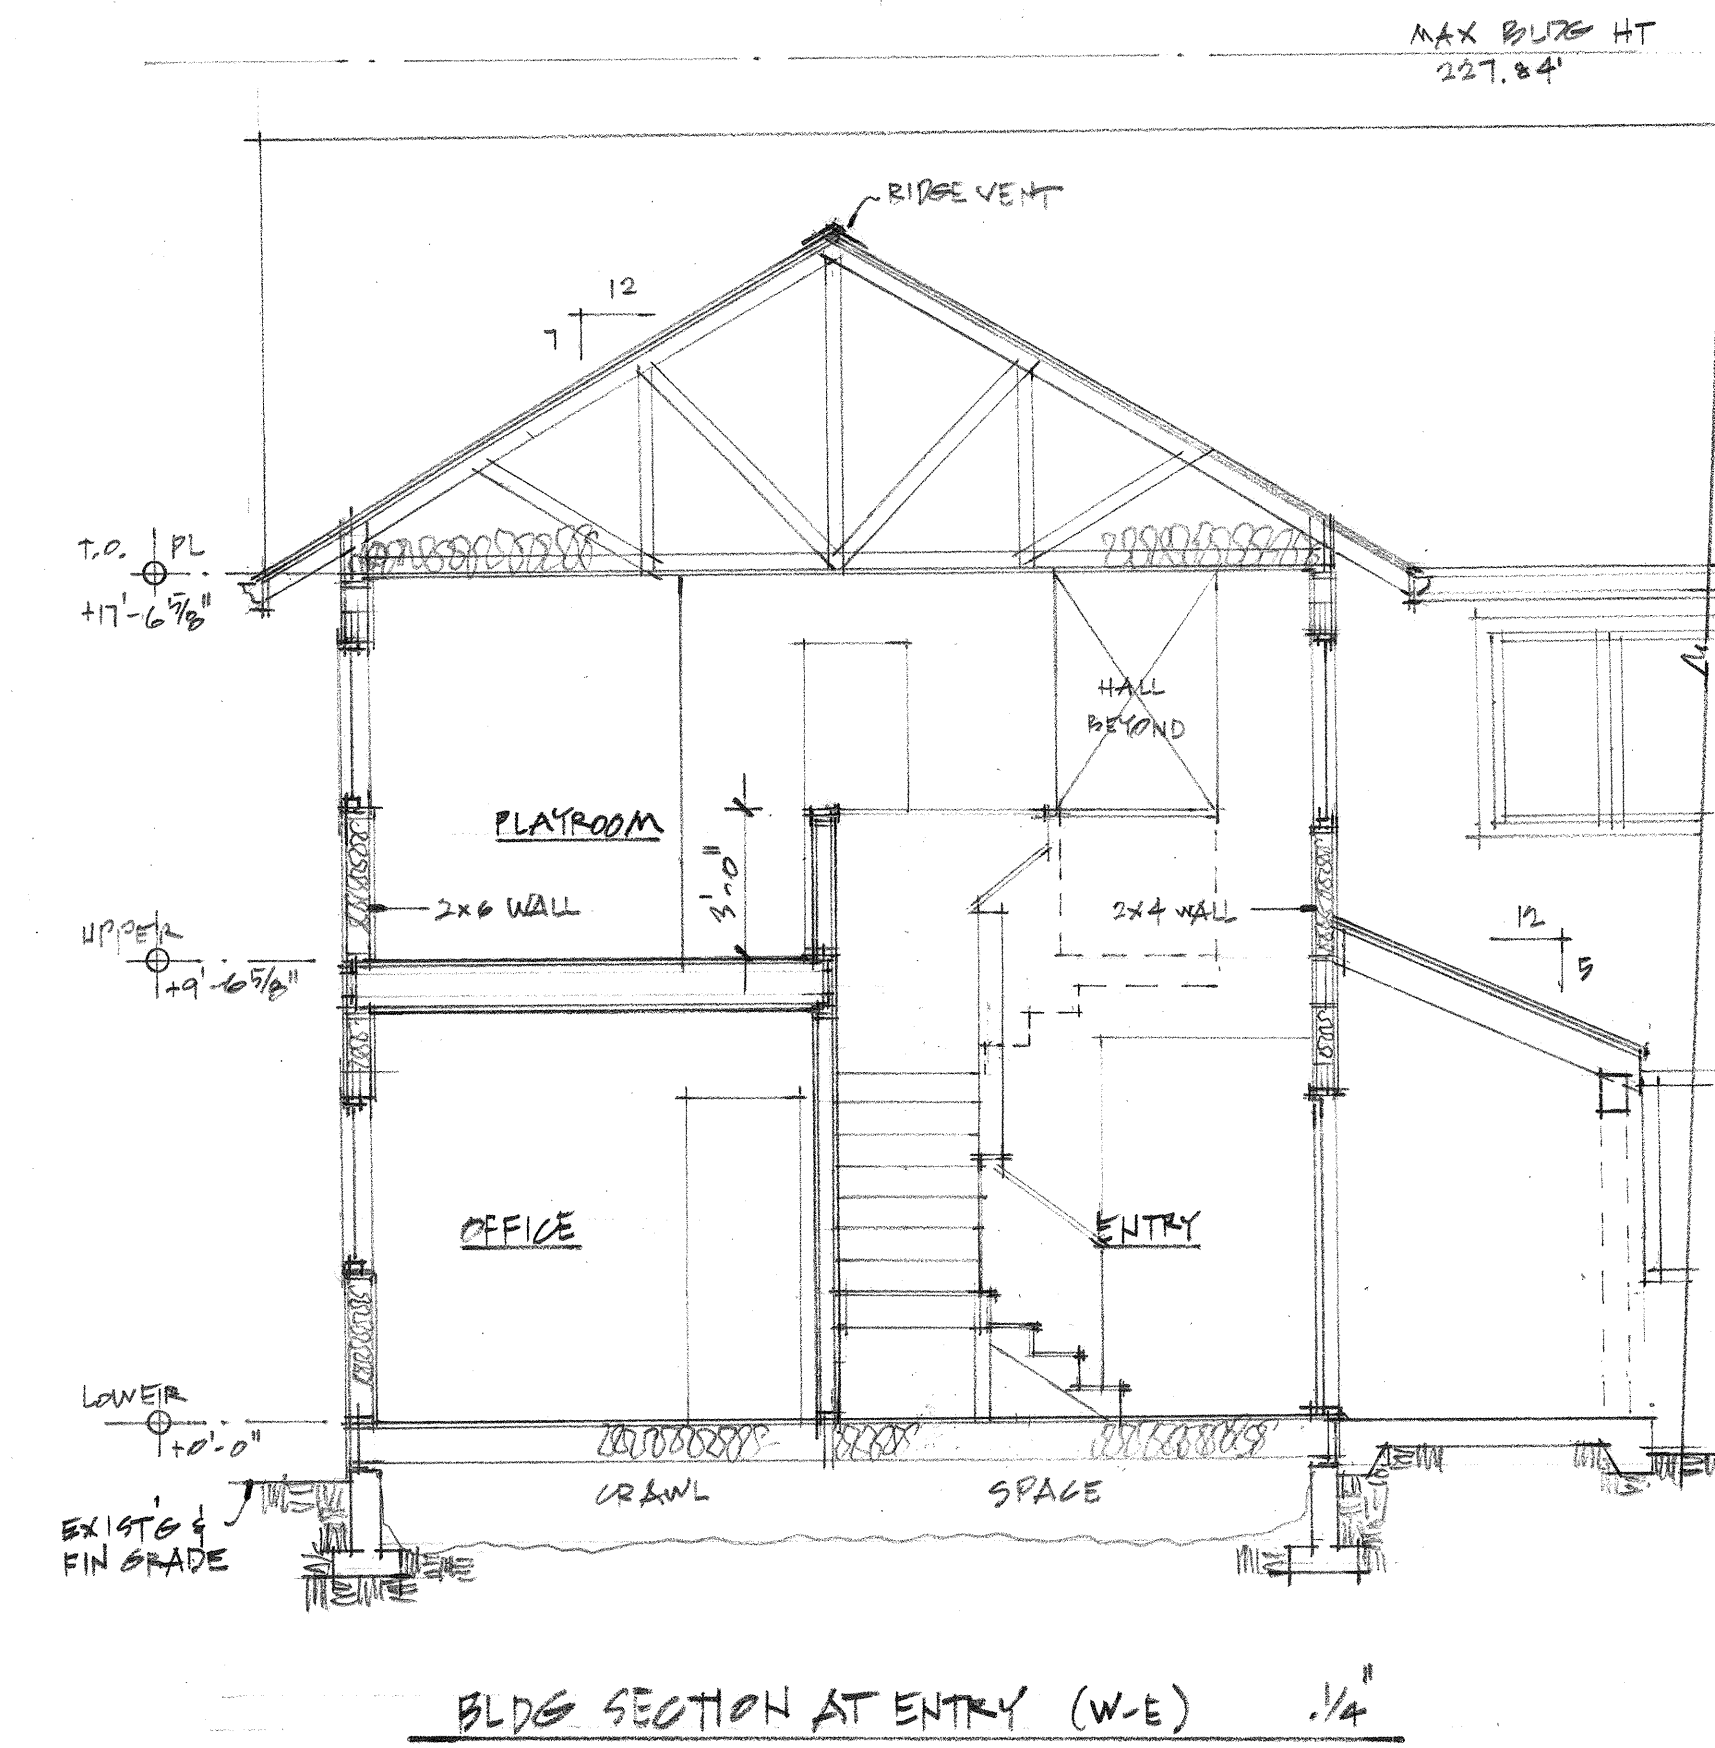 MAX BLDG HT
227.84'
RIDGE VENT
12
7
T.O. PL
+17'-6 5/8"
HALL
BEYOND
PLAYROOM
3'-0"
2x6 WALL
2x4 WALL
UPPER
+9'-6 5/8"
12
5
OFFICE
ENTRY
LOWER
+0'-0"
CRAWL SPACE
EXIST'G &
FIN GRADE
BLDG SECTION AT ENTRY (W-E) 1/4"